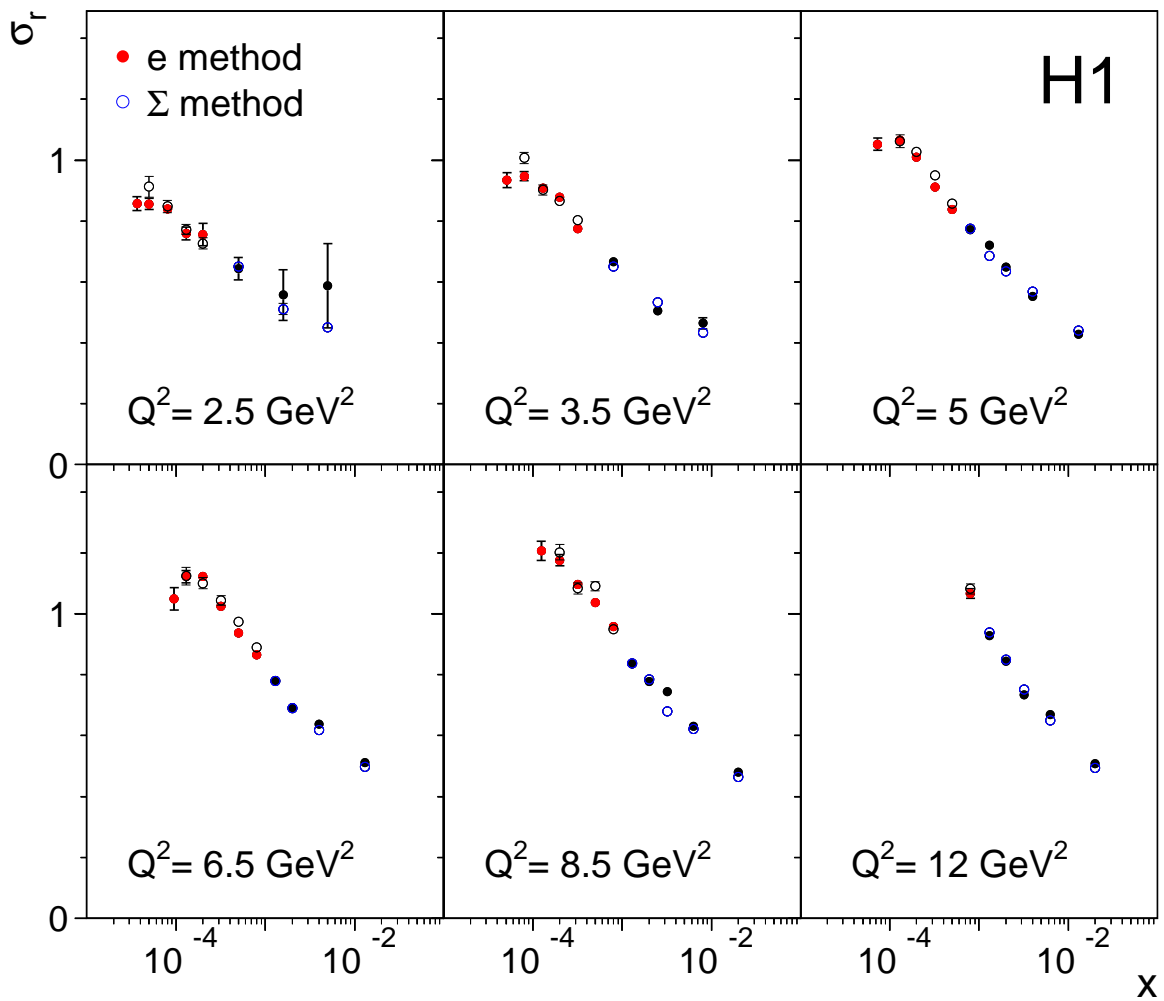 σr
e method
Σ method
H1
1
Q²= 2.5 GeV²
Q²= 3.5 GeV²
Q²= 5 GeV²
0
1
Q²= 6.5 GeV²
Q²= 8.5 GeV²
Q²= 12 GeV²
0
10⁻⁴ 10⁻² 10⁻⁴ 10⁻² 10⁻⁴ 10⁻²
x